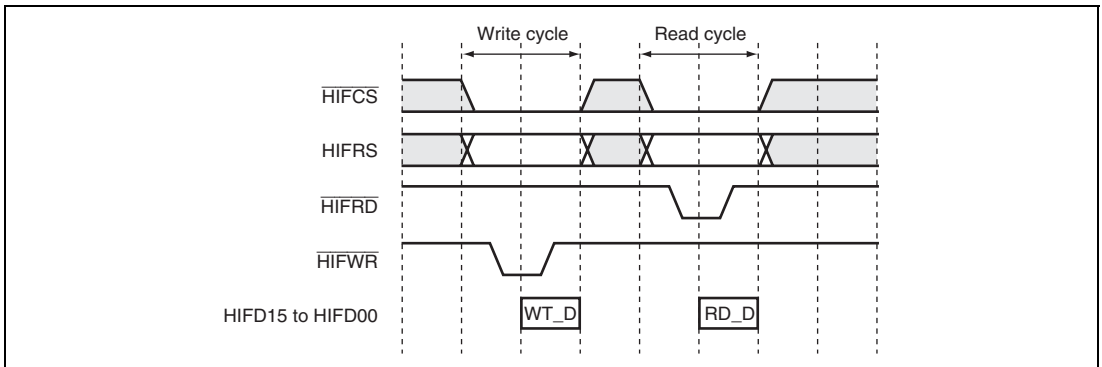 Write cycle Read cycle
HIFCS
HIFRS
HIFRD
HIFWR
HIFD15 to HIFD00 WT_D RD_D